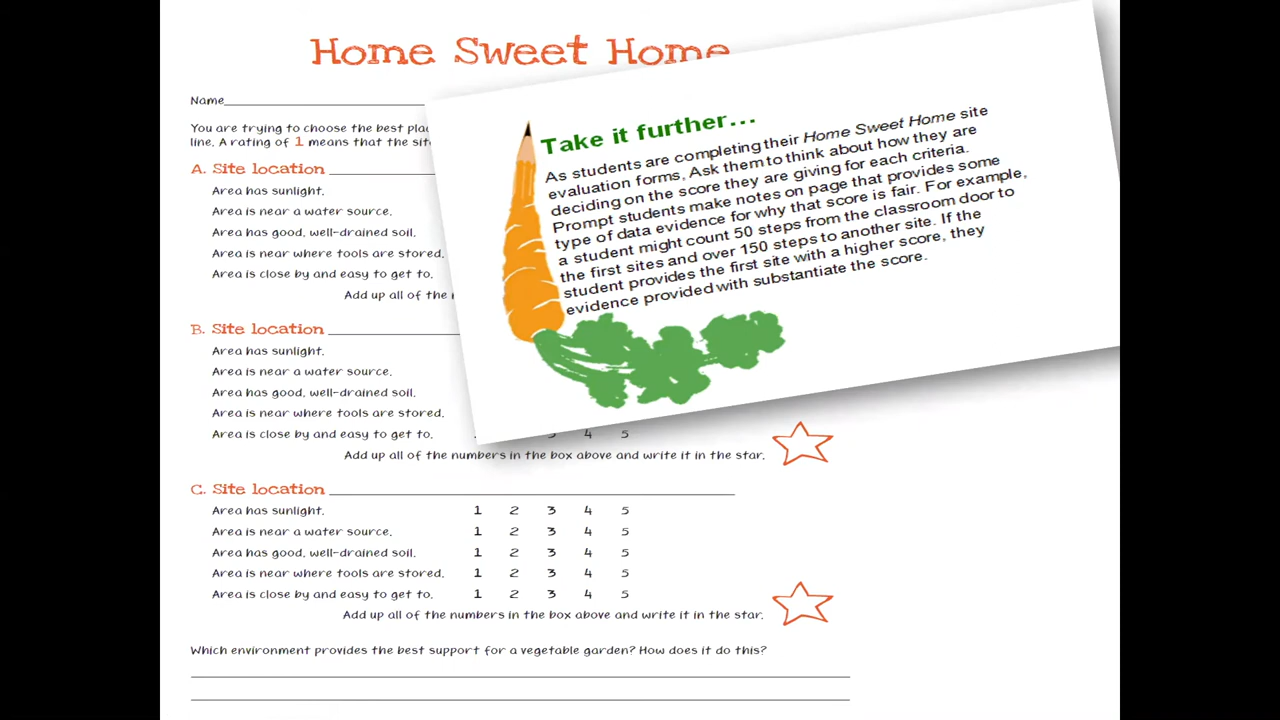 Home Sweet Home
Name
You are trying to choose the best
line. A rating of 1 means that the
A. Site location
Area has sunlight.
Area is near a water source.
Area has good, well-drained soil.
Area is near where tools are stored.
Area is close by and easy to get to.
Add up all of the
Take it further...
As students are completing their Home Sweet Home site
evaluation forms, Ask them to think about how they are
deciding on the score they are giving for each criteria.
Prompt students make notes on page that provides some
type of data evidence for why that score is fair. For example,
a student might count 50 steps from the classroom door to
the first sites and over 150 steps to another site. If the
student provides the first site with a higher score, they
evidence provided with substantiate the score.
B. Site location
Area has sunlight.
Area is near a water source.
Area has good, well-drained soil.
Area is near where tools are stored.
Area is close by and easy to get to. 4 5
Add up all of the numbers in the box above and write it in the star.
C. Site location
Area has sunlight. 1 2 3 4 5
Area is near a water source. 1 2 3 4 5
Area has good, well-drained soil. 1 2 3 4 5
Area is near where tools are stored. 1 2 3 4 5
Area is close by and easy to get to. 1 2 3 4 5
Add up all of the numbers in the box above and write it in the star.
Which environment provides the best support for a vegetable garden? How does it do this?